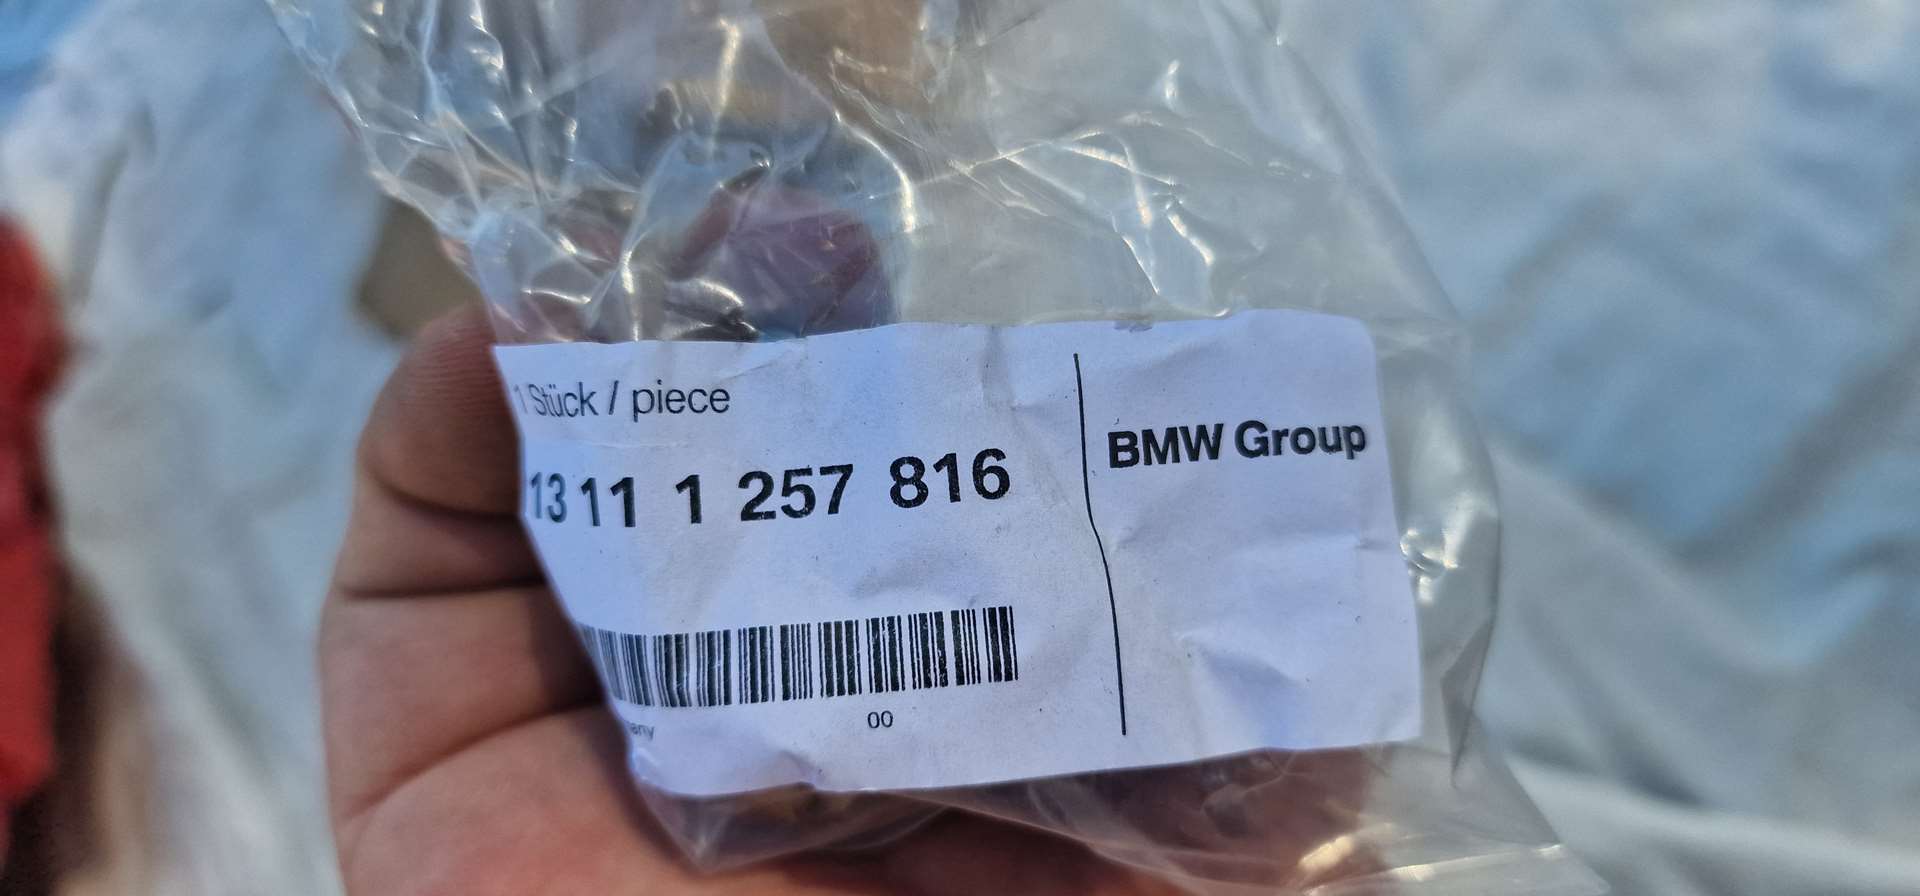 1 Stück / piece
13 11 1 257 816
BMW Group
00